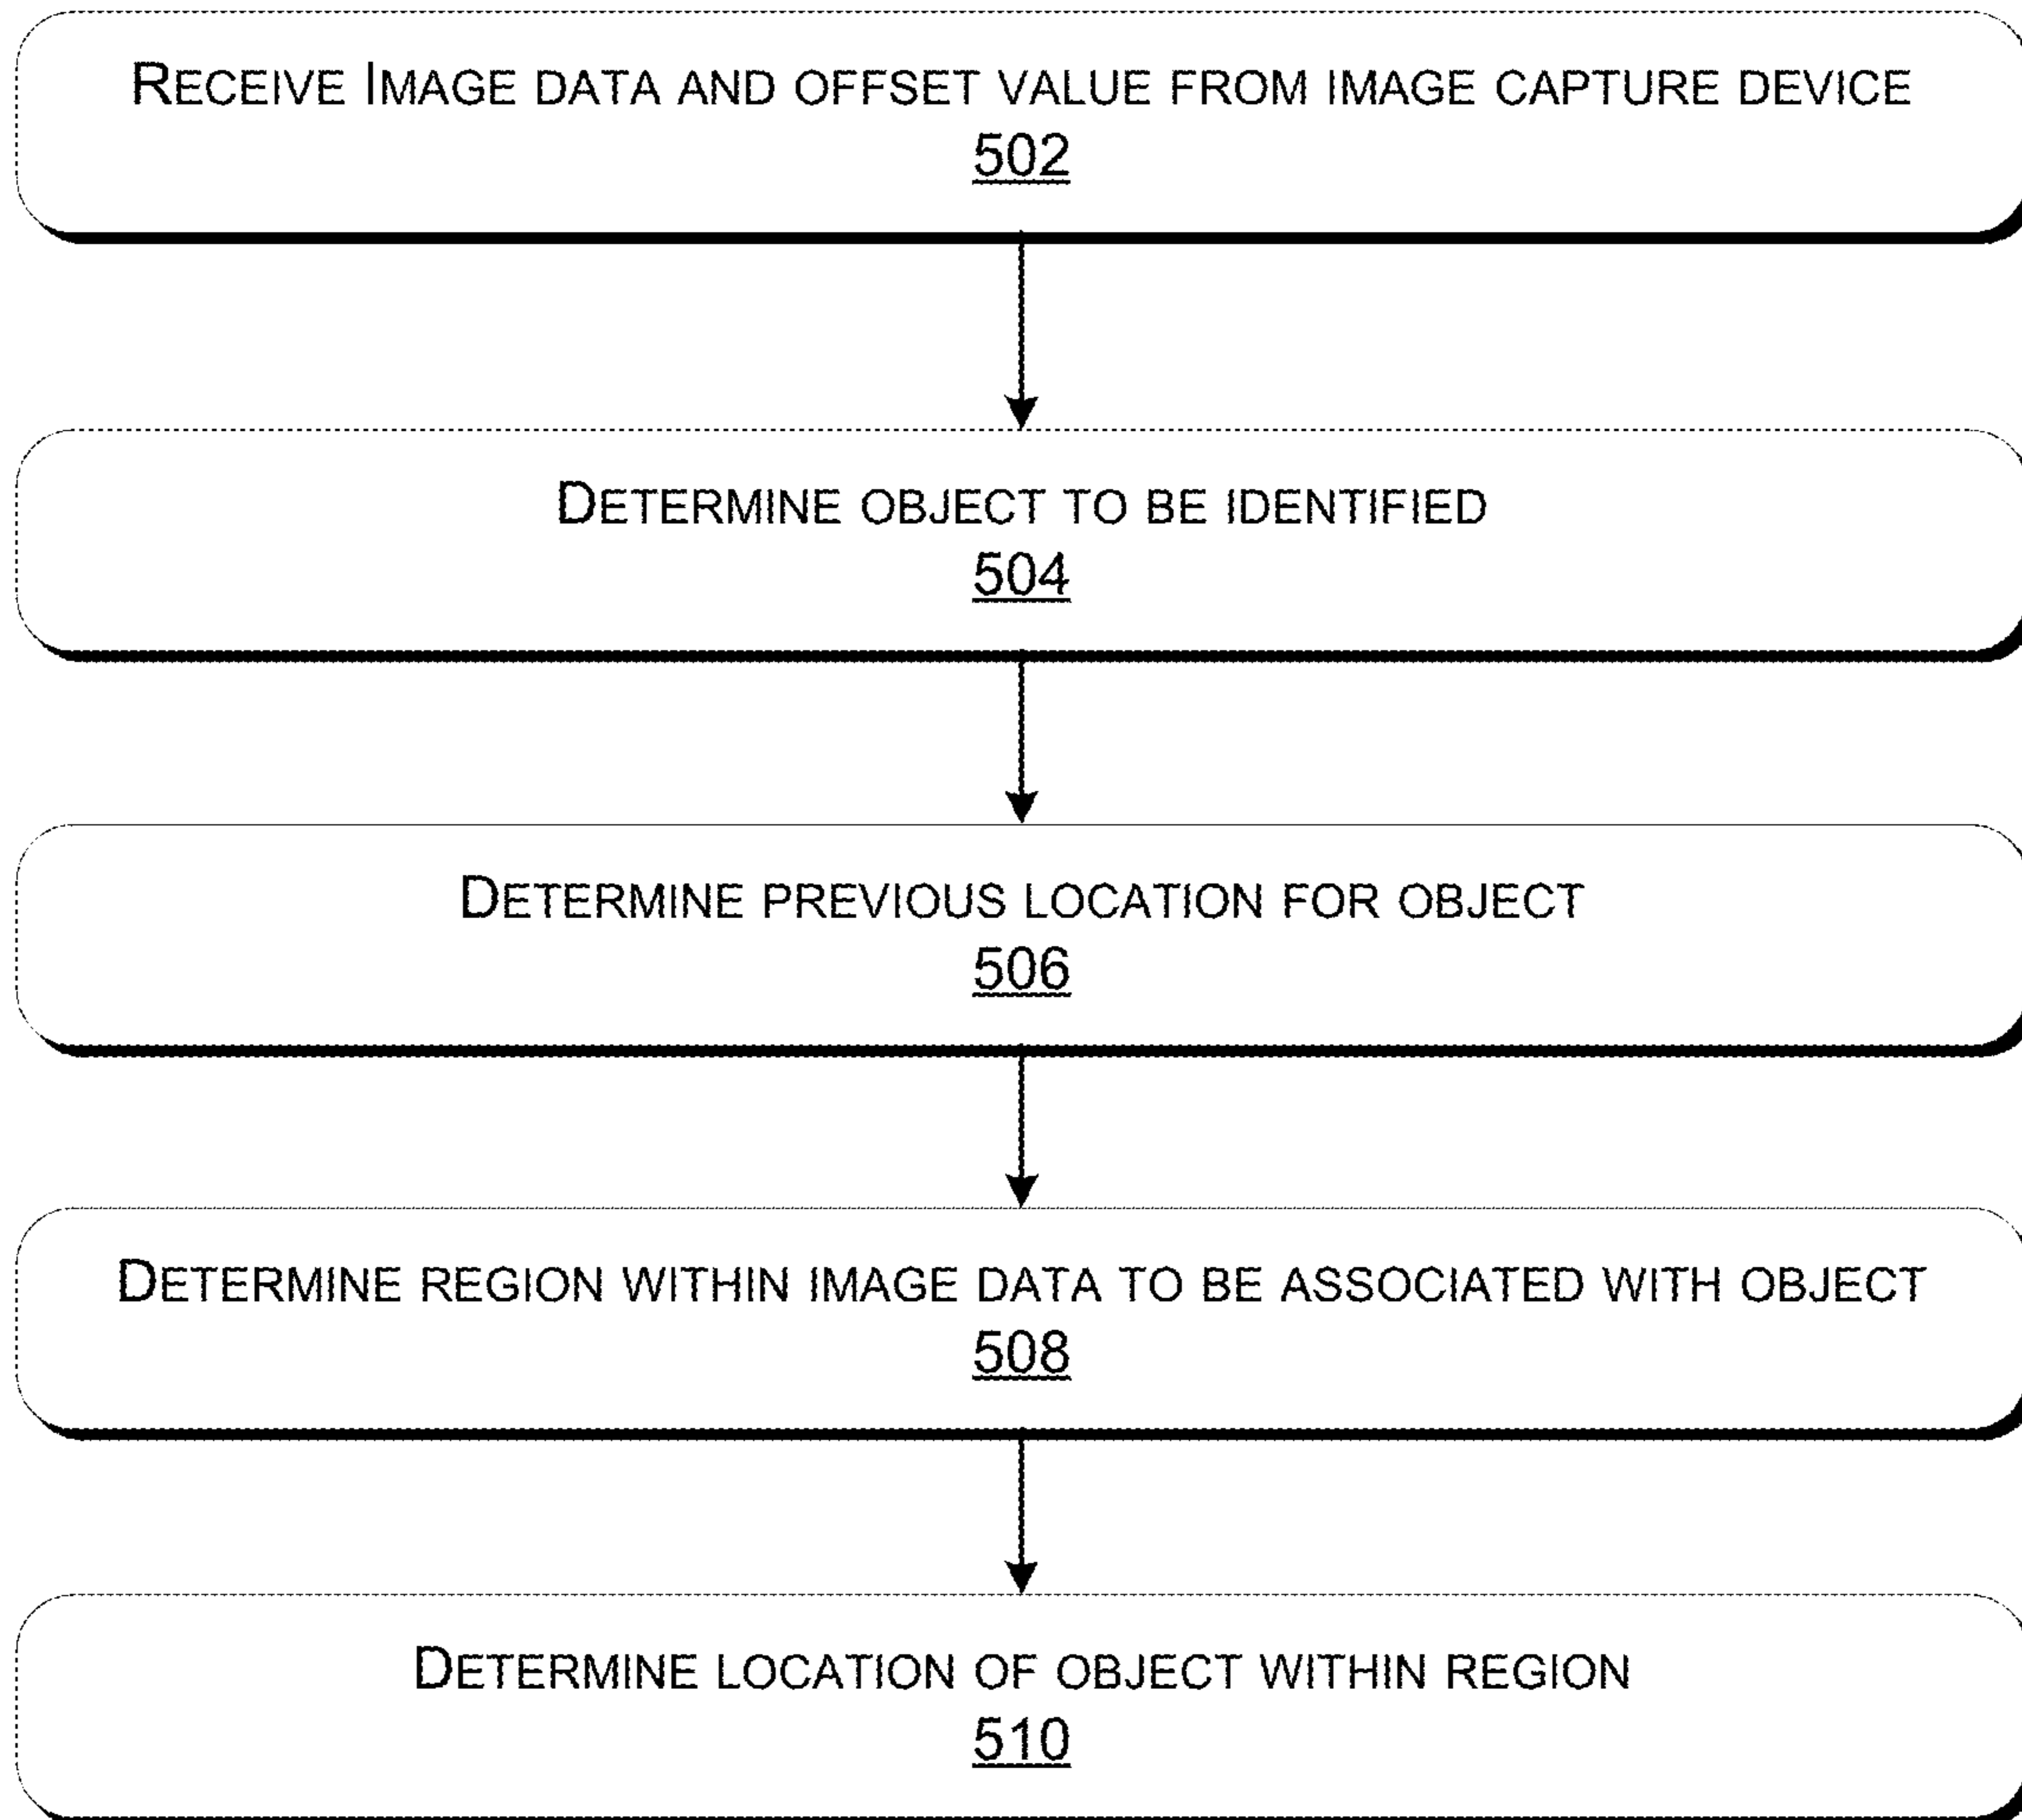 RECEIVE IMAGE DATA AND OFFSET VALUE FROM IMAGE CAPTURE DEVICE
502
DETERMINE OBJECT TO BE IDENTIFIED
504
DETERMINE PREVIOUS LOCATION FOR OBJECT
506
DETERMINE REGION WITHIN IMAGE DATA TO BE ASSOCIATED WITH OBJECT
508
DETERMINE LOCATION OF OBJECT WITHIN REGION
510